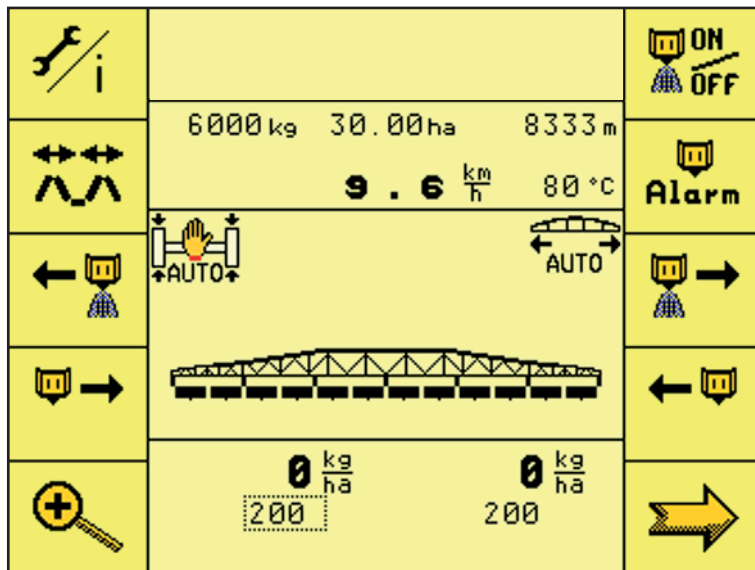 i
ON
OFF
6000 kg 30.00 ha 8333 m
9.6 km/h 80 °C
Alarm
AUTO
AUTO
0 kg/ha 0 kg/ha
200 200